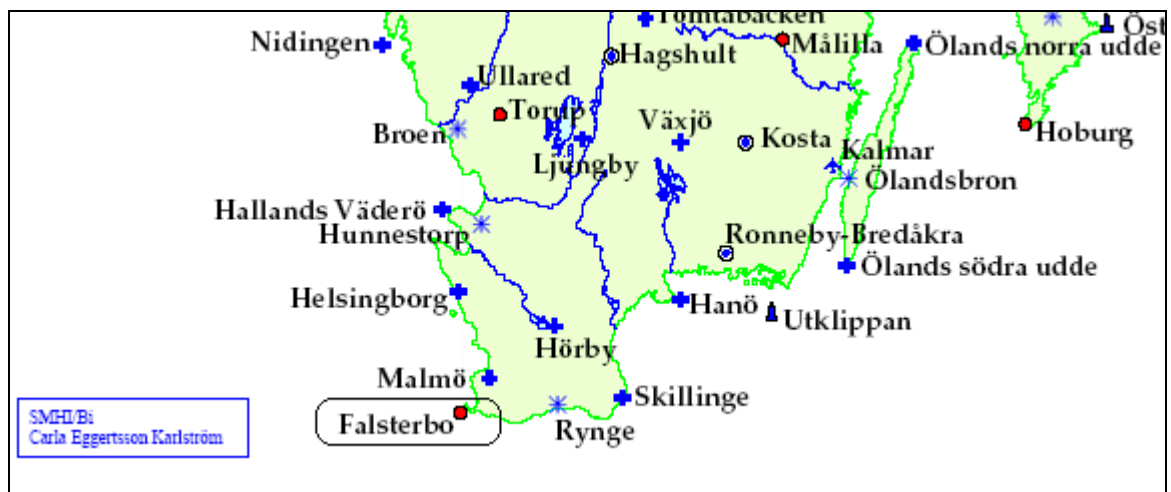 Tomtabacken
Öst
Nidingen
Hagshult
Målilla
Ölands norra udde
Ullared
Torup
Broen
Växjö
Kosta
Hoburg
Ljungby
Kalmar
Ölandsbron
Hallands Väderö
Hunnestorp
Ronneby-Bredåkra
Ölands södra udde
Helsingborg
Hanö
Utklippan
Hörby
Malmö
Skillinge
Falsterbo
Rynge
SMHI/Bi
Carla Eggertsson Karlström